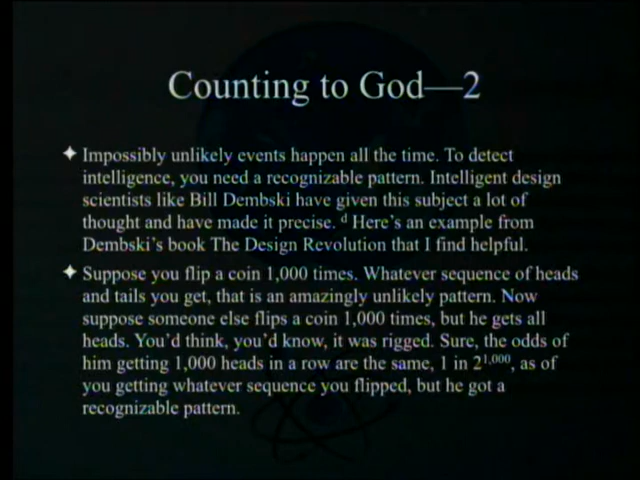 Counting to God—2
✦ Impossibly unlikely events happen all the time. To detect
intelligence, you need a recognizable pattern. Intelligent design
scientists like Bill Dembski have given this subject a lot of
thought and have made it precise. ᵈ Here's an example from
Dembski's book The Design Revolution that I find helpful.
✦ Suppose you flip a coin 1,000 times. Whatever sequence of heads
and tails you get, that is an amazingly unlikely pattern. Now
suppose someone else flips a coin 1,000 times, but he gets all
heads. You'd think, you'd know, it was rigged. Sure, the odds of
him getting 1,000 heads in a row are the same, 1 in 2¹,⁰⁰⁰, as of
you getting whatever sequence you flipped, but he got a
recognizable pattern.